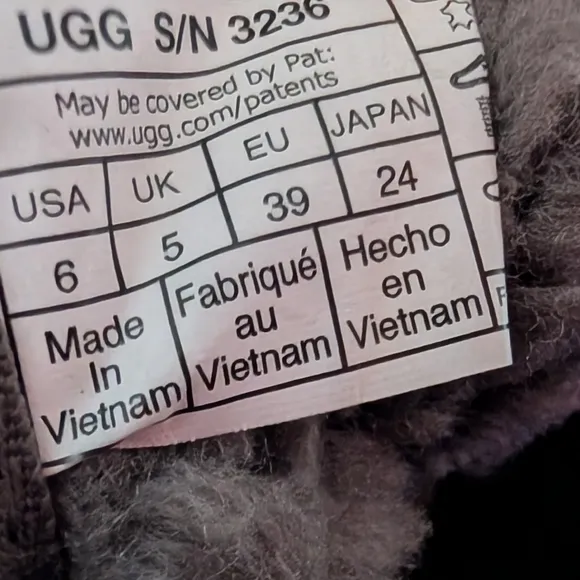 UGG S/N 3236
May be covered by Pat:
www.ugg.com/patents
USA UK EU JAPAN
6 5 39 24
Made
In
Vietnam
Fabriqué
au
Vietnam
Hecho
en
Vietnam
F